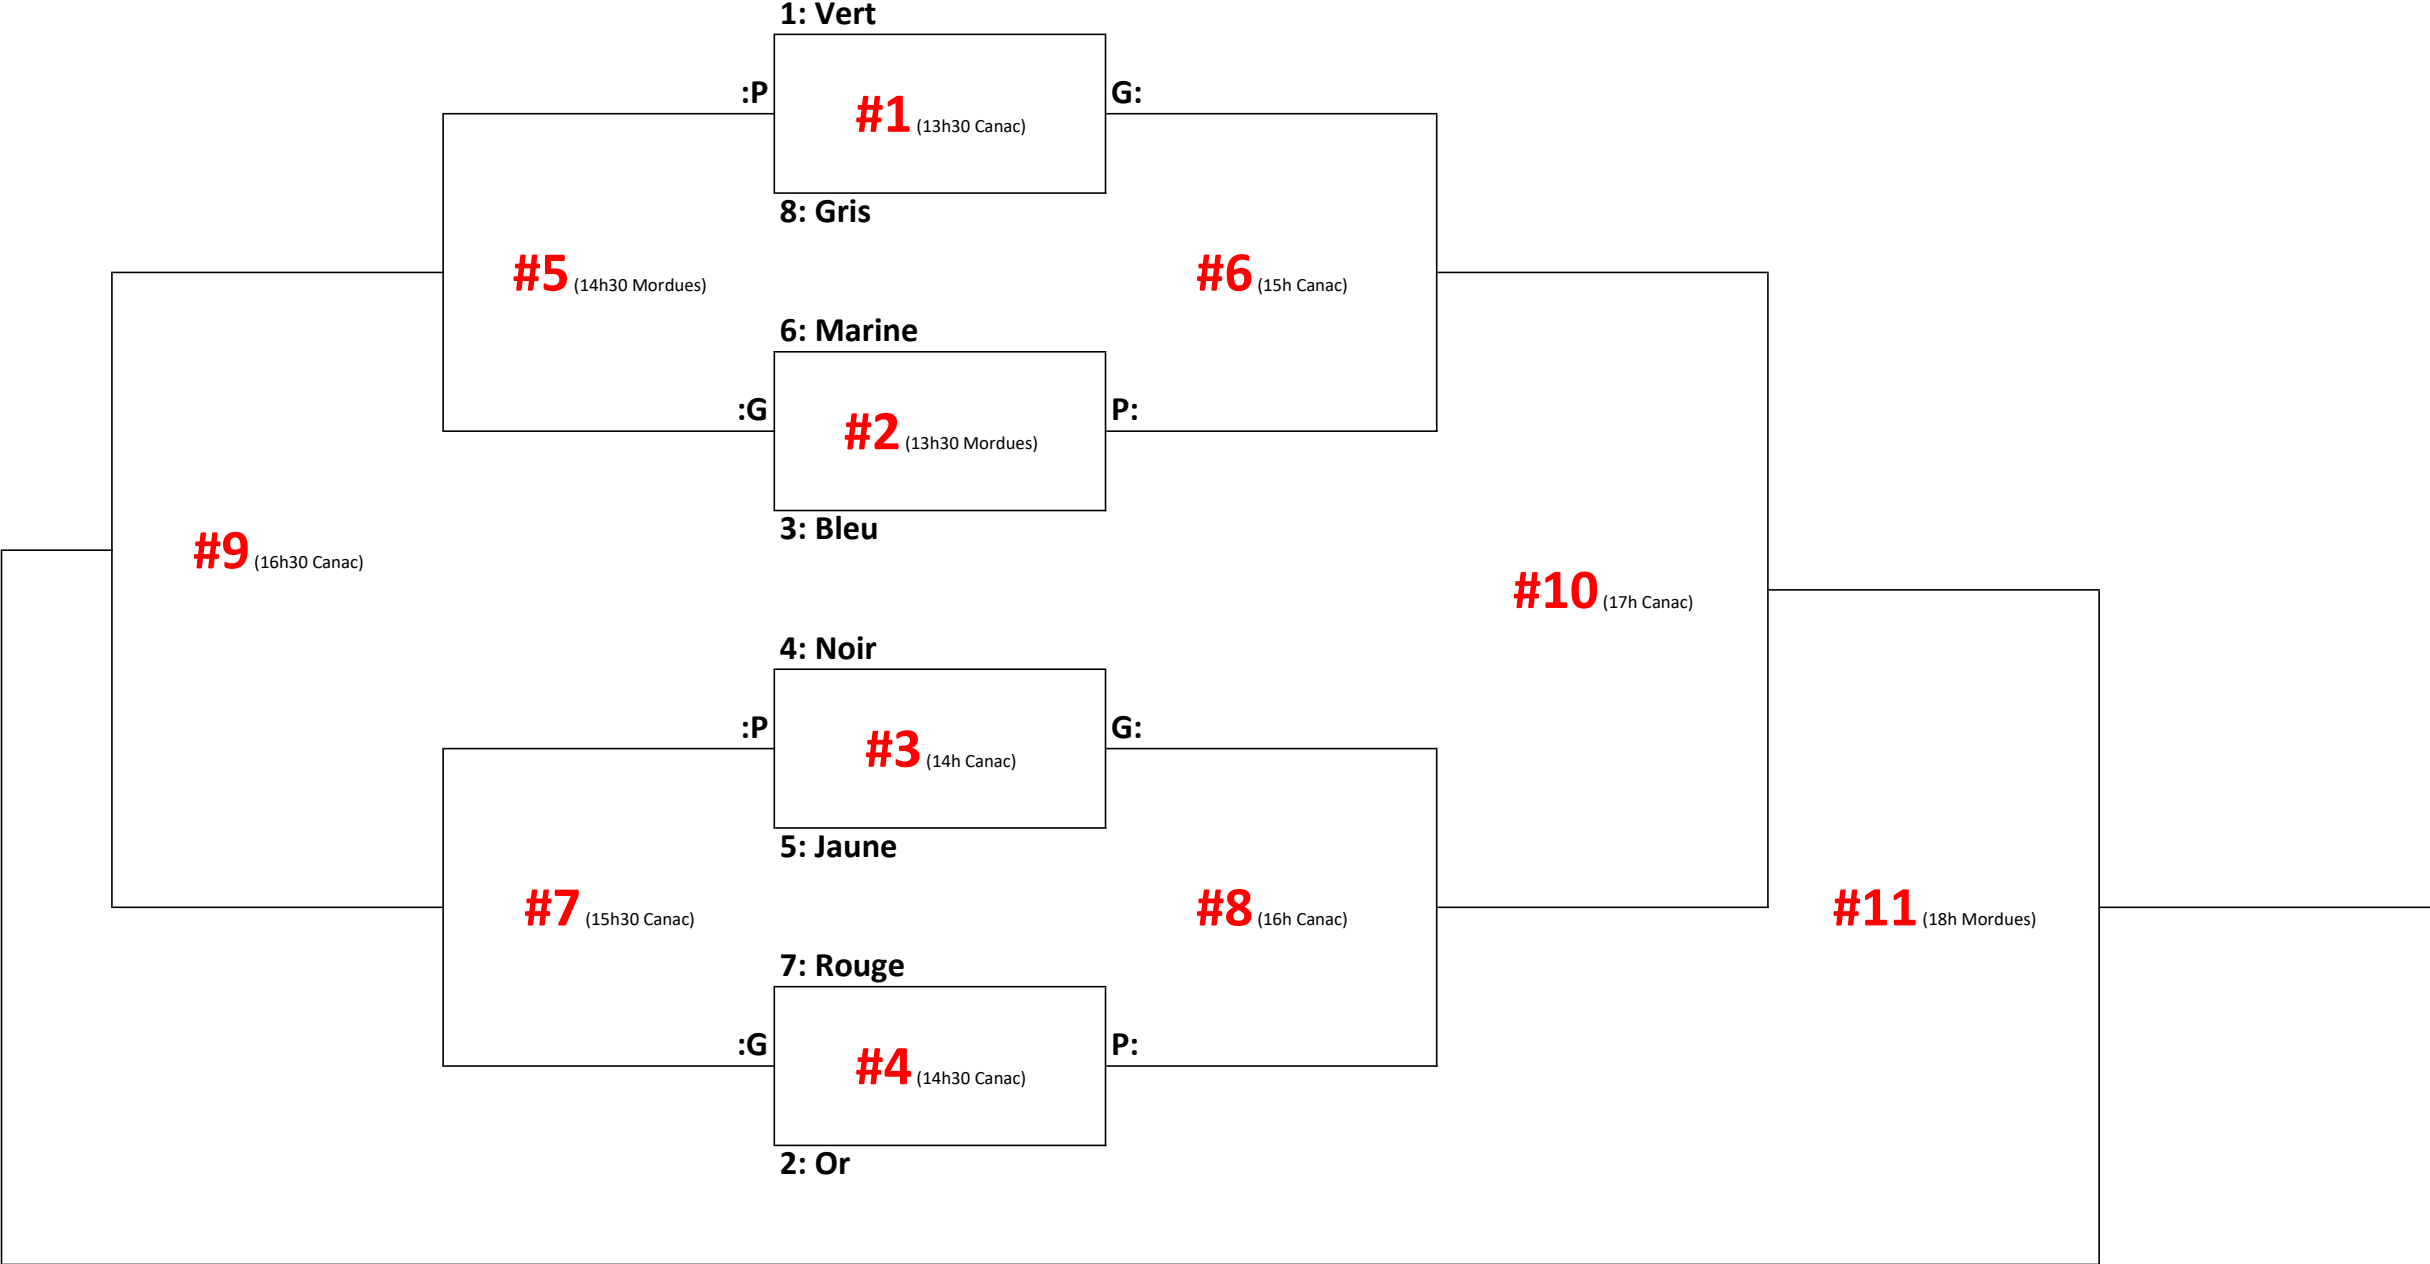 1: Vert
:P
#1 (13h30 Canac)
G:
8: Gris
#5 (14h30 Mordues)
#6 (15h Canac)
6: Marine
:G
#2 (13h30 Mordues)
P:
3: Bleu
#9 (16h30 Canac)
#10 (17h Canac)
4: Noir
:P
#3 (14h Canac)
G:
5: Jaune
#7 (15h30 Canac)
#8 (16h Canac)
#11 (18h Mordues)
7: Rouge
:G
#4 (14h30 Canac)
P:
2: Or